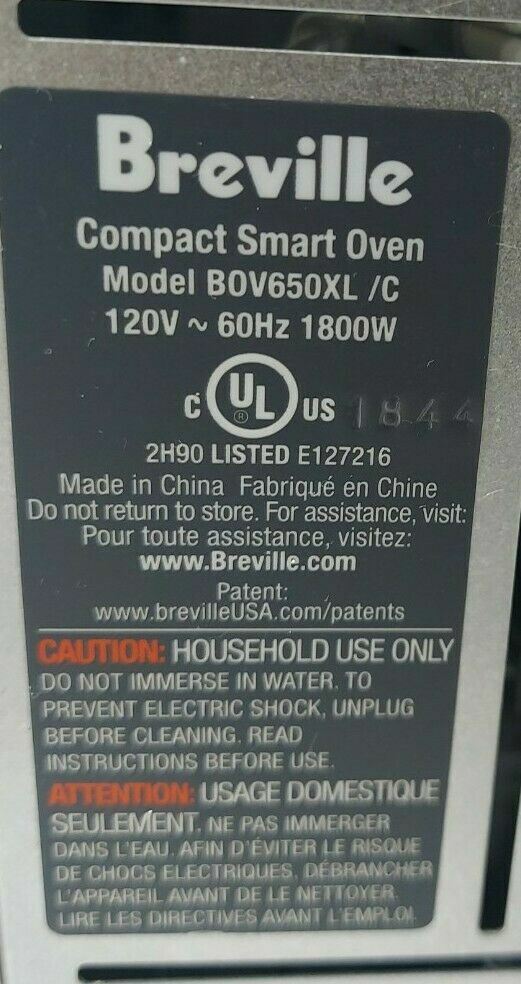 Breville
Compact Smart Oven
Model BOV650XL /C
120V ~ 60Hz 1800W
C UL ® US 1844
2H90 LISTED E127216
Made in China Fabriqué en Chine
Do not return to store. For assistance, visit:
Pour toute assistance, visitez:
www.Breville.com
Patent:
www.brevilleUSA.com/patents
CAUTION: HOUSEHOLD USE ONLY
DO NOT IMMERSE IN WATER. TO
PREVENT ELECTRIC SHOCK, UNPLUG
BEFORE CLEANING. READ
INSTRUCTIONS BEFORE USE.
ATTENTION: USAGE DOMESTIQUE
SEULEMENT. NE PAS IMMERGER
DANS L'EAU. AFIN D'ÉVITER LE RISQUE
DE CHOCS ELECTRIQUES, DÉBRANCHER
L'APPAREIL AVANT DE LE NETTOYER.
LIRE LES DIRECTIVES AVANT L'EMPLOI.